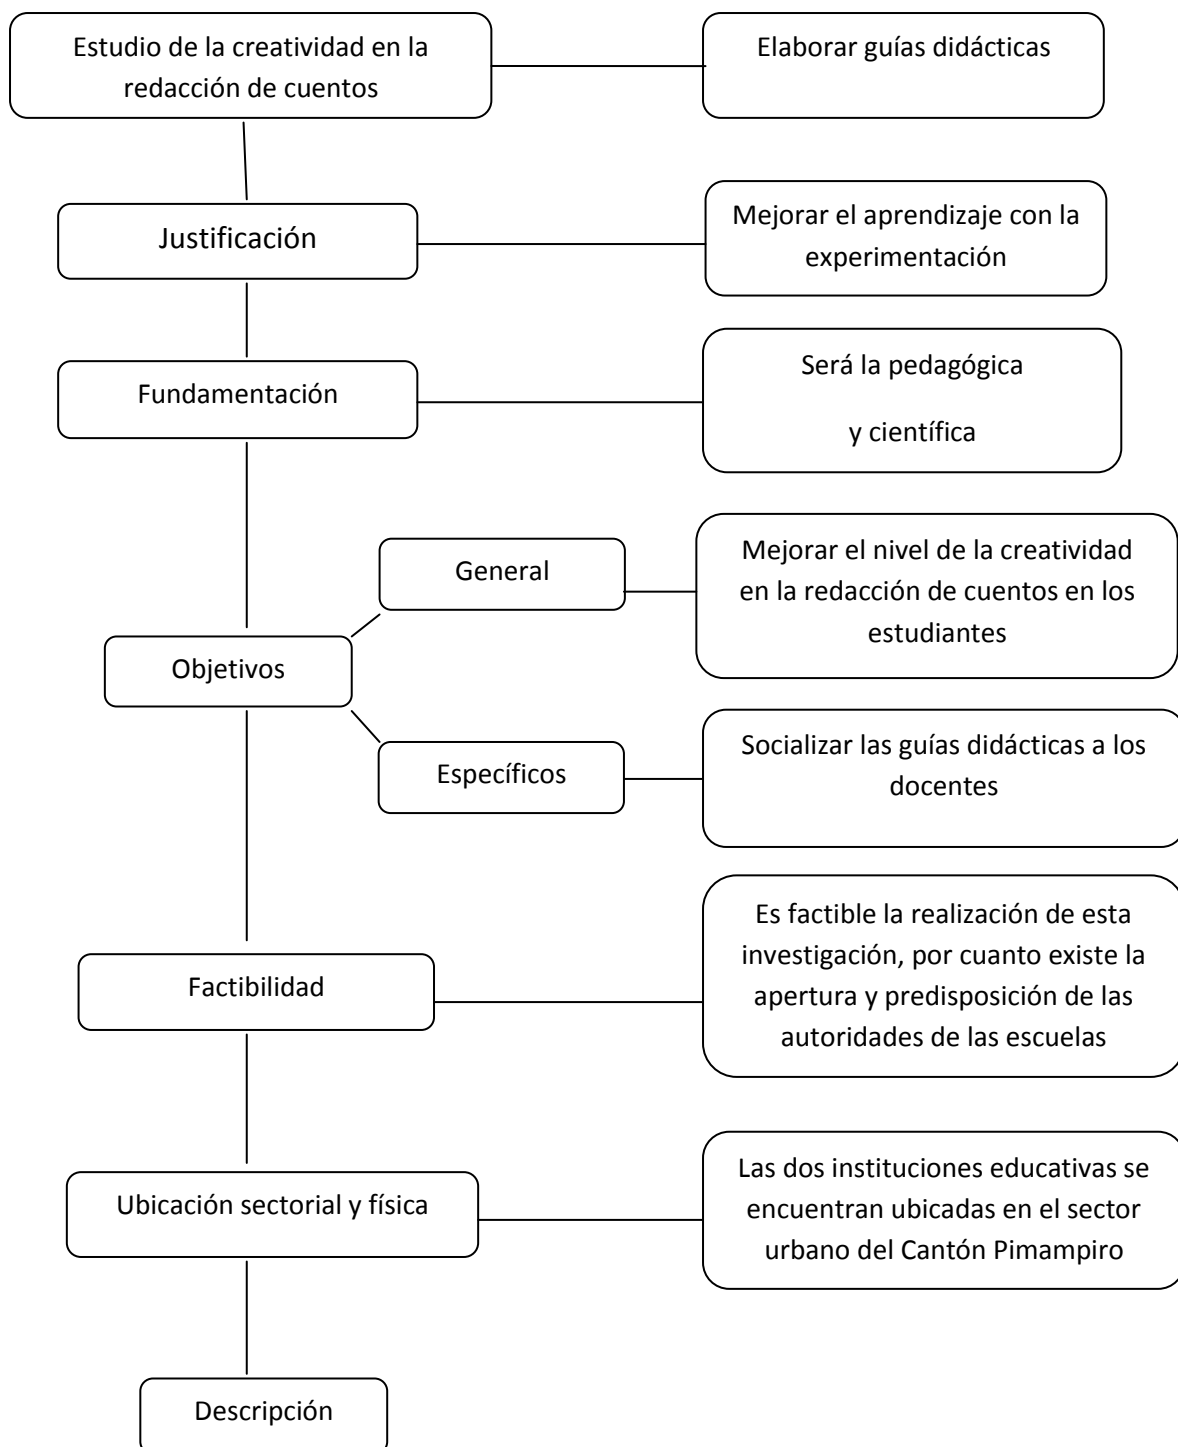 Estudio de la creatividad en la
redacción de cuentos
Elaborar guías didácticas
Justificación
Mejorar el aprendizaje con la
experimentación
Fundamentación
Será la pedagógica
y científica
General
Mejorar el nivel de la creatividad
en la redacción de cuentos en los
estudiantes
Objetivos
Específicos
Socializar las guías didácticas a los
docentes
Factibilidad
Es factible la realización de esta
investigación, por cuanto existe la
apertura y predisposición de las
autoridades de las escuelas
Ubicación sectorial y física
Las dos instituciones educativas se
encuentran ubicadas en el sector
urbano del Cantón Pimampiro
Descripción